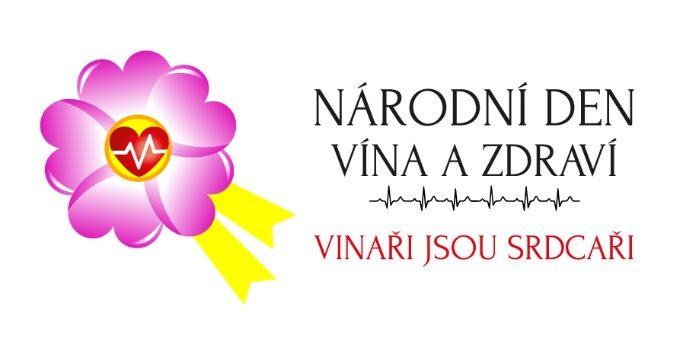 NÁRODNÍ DEN
VÍNA A ZDRAVÍ
VINAŘI JSOU SRDCAŘI